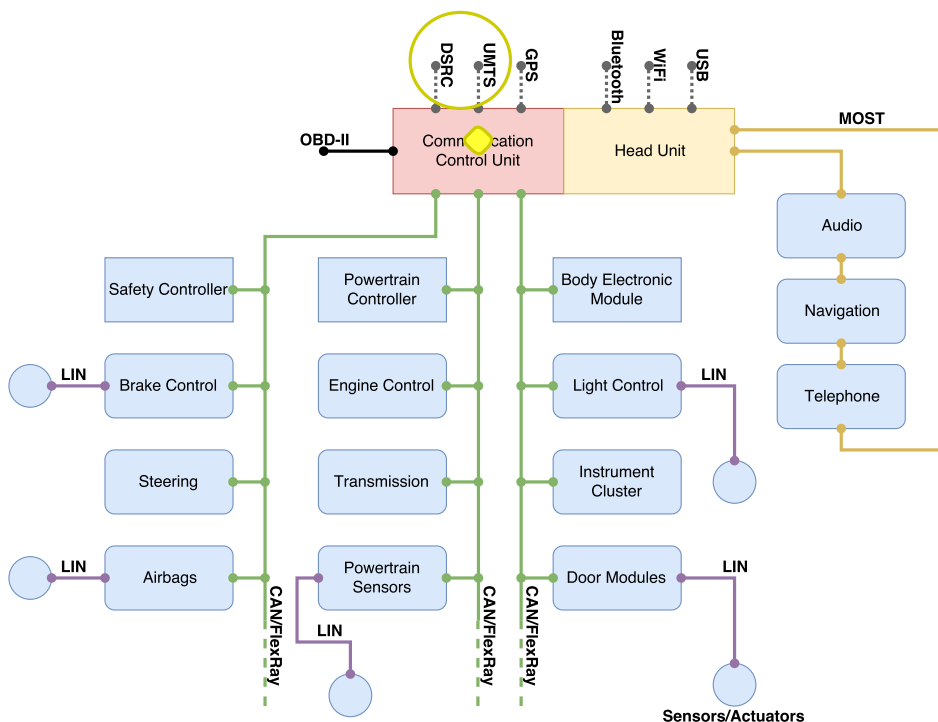 DSRC
UMTS
GPS
Bluetooth
WiFi
USB
MOST
OBD-II
Control Unit
Head Unit
Audio
Navigation
Telephone
Safety Controller
Powertrain
Controller
Body Electronic
Module
LIN
Brake Control
Engine Control
Light Control
LIN
Steering
Transmission
Instrument
Cluster
LIN
Airbags
Powertrain
Sensors
Door Modules
LIN
CAN/FlexRay
LIN
CAN/FlexRay
CAN/FlexRay
Sensors/Actuators